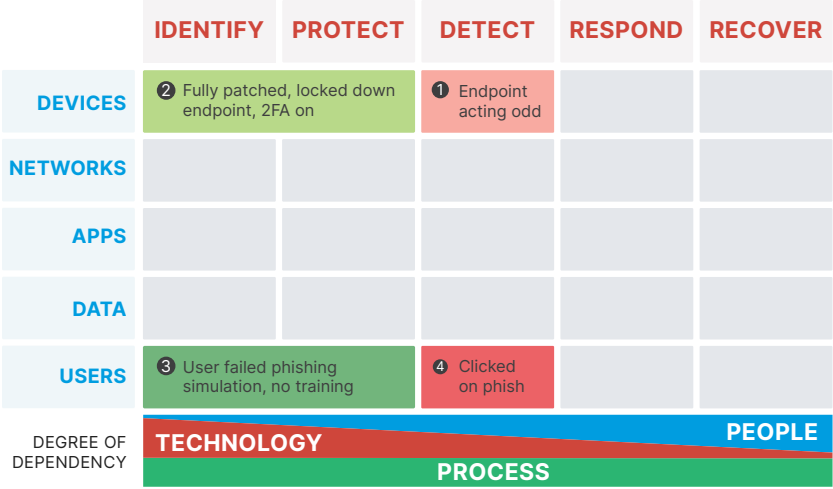 IDENTIFY PROTECT DETECT RESPOND RECOVER
DEVICES
2 Fully patched, locked down
endpoint, 2FA on
1 Endpoint
acting odd
NETWORKS
APPS
DATA
USERS
3 User failed phishing
simulation, no training
4 Clicked
on phish
DEGREE OF
DEPENDENCY
TECHNOLOGY
PEOPLE
PROCESS